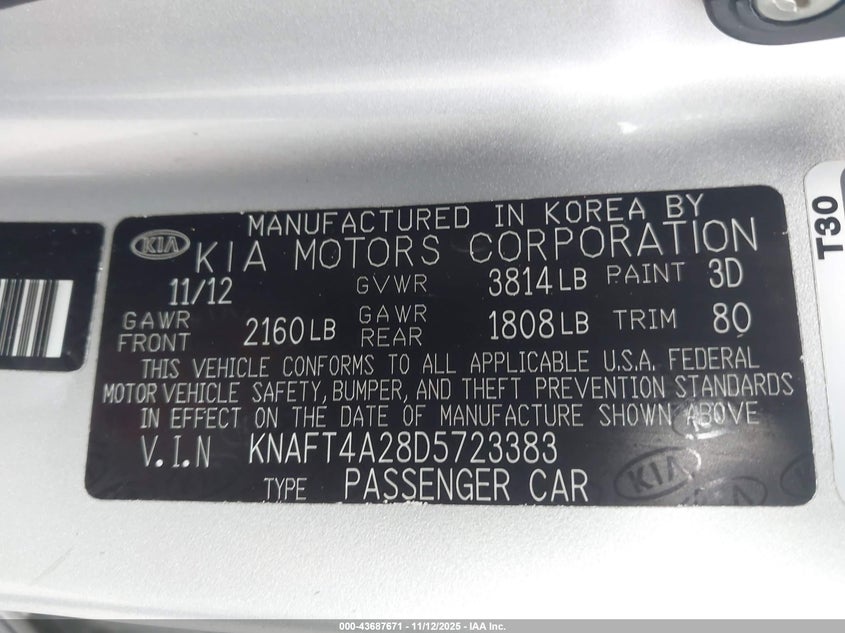 MANUFACTURED IN KOREA BY
KIA KIA MOTORS CORPORATION
11/12 GVWR 3814 LB PAINT 3D
GAWR FRONT 2160 LB GAWR REAR 1808 LB TRIM 80
THIS VEHICLE CONFORMS TO ALL APPLICABLE U.S.A. FEDERAL
MOTOR VEHICLE SAFETY, BUMPER, AND THEFT PREVENTION STANDARDS
IN EFFECT ON THE DATE OF MANUFACTURE SHOWN ABOVE
V.I.N KNAFT4A28D5723383
TYPE PASSENGER CAR
KIA
KIA
T30
000-43687671 - 11/12/2025 - IAA Inc.